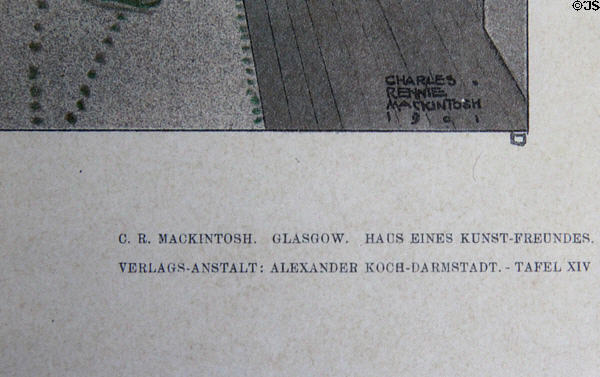 ©JS
CHARLES
RENNIE
MACKINTOSH
1901
C. R. MACKINTOSH. GLASGOW. HAUS EINES KUNST-FREUNDES.
VERLAGS-ANSTALT: ALEXANDER KOCH-DARMSTADT. - TAFEL XIV